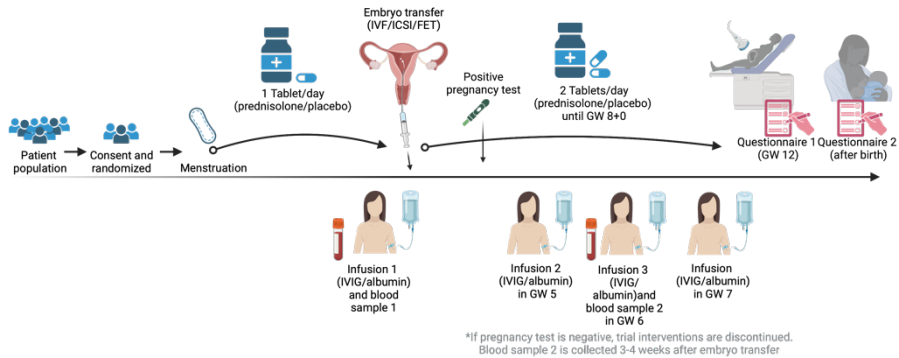 Embryo transfer
(IVF/ICSI/FET)
1 Tablet/day
(prednisolone/placebo)
Positive
pregnancy test
2 Tablets/day
(prednisolone/placebo)
until GW 8+0
Patient
population
Consent and
randomized
Menstruation
Questionnaire 1
(GW 12)
Questionnaire 2
(after birth)
Infusion 1
(IVIG/albumin)
and blood
sample 1
Infusion 2
(IVIG/albumin)
in GW 5
Infusion 3
(IVIG/
albumin)and
blood sample 2
in GW 6
Infusion
(IVIG/albumin)
in GW 7
*If pregnancy test is negative, trial interventions are discontinued.
Blood sample 2 is collected 3-4 weeks after embryo transfer